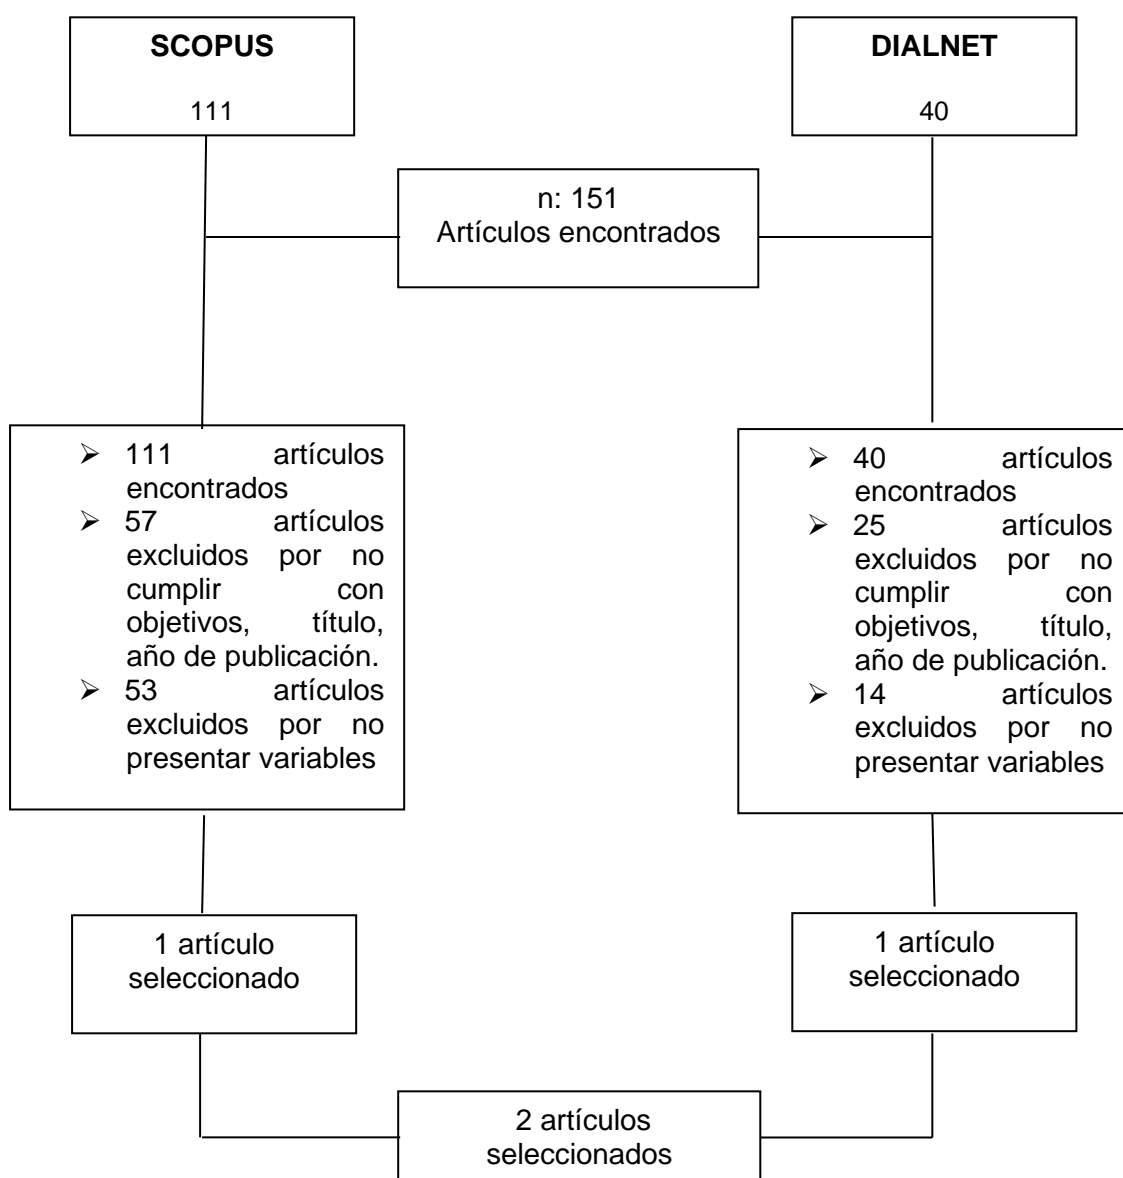 SCOPUS
111
DIALNET
40
n: 151
Artículos encontrados
➢ 111 artículos
encontrados
➢ 57 artículos
excluidos por no
cumplir con
objetivos, título,
año de publicación.
➢ 53 artículos
excluidos por no
presentar variables
➢ 40 artículos
encontrados
➢ 25 artículos
excluidos por no
cumplir con
objetivos, título,
año de publicación.
➢ 14 artículos
excluidos por no
presentar variables
1 artículo
seleccionado
1 artículo
seleccionado
2 artículos
seleccionados